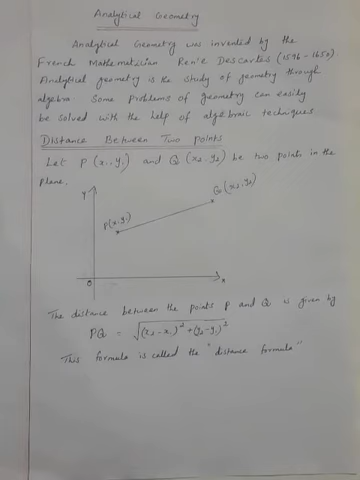 Analytical Geometry
Analytical Geometry was invented by the
French Mathematician Rene Descartes (1596 - 1650).
Analytical geometry is the study of geometry through
algebra. Some problems of geometry can easily
be solved with the help of algebraic techniques
Distance Between Two points
Let P (x₁, y₁) and Q (x₂, y₂) be two points in the
plane,
Y
Q (x₂, y₂)
P(x₁, y₁)
O
x
The distance between the points P and Q is given by
PQ = √(x₂ - x₁)² + (y₂ - y₁)²
This formula is called the "distance formula"